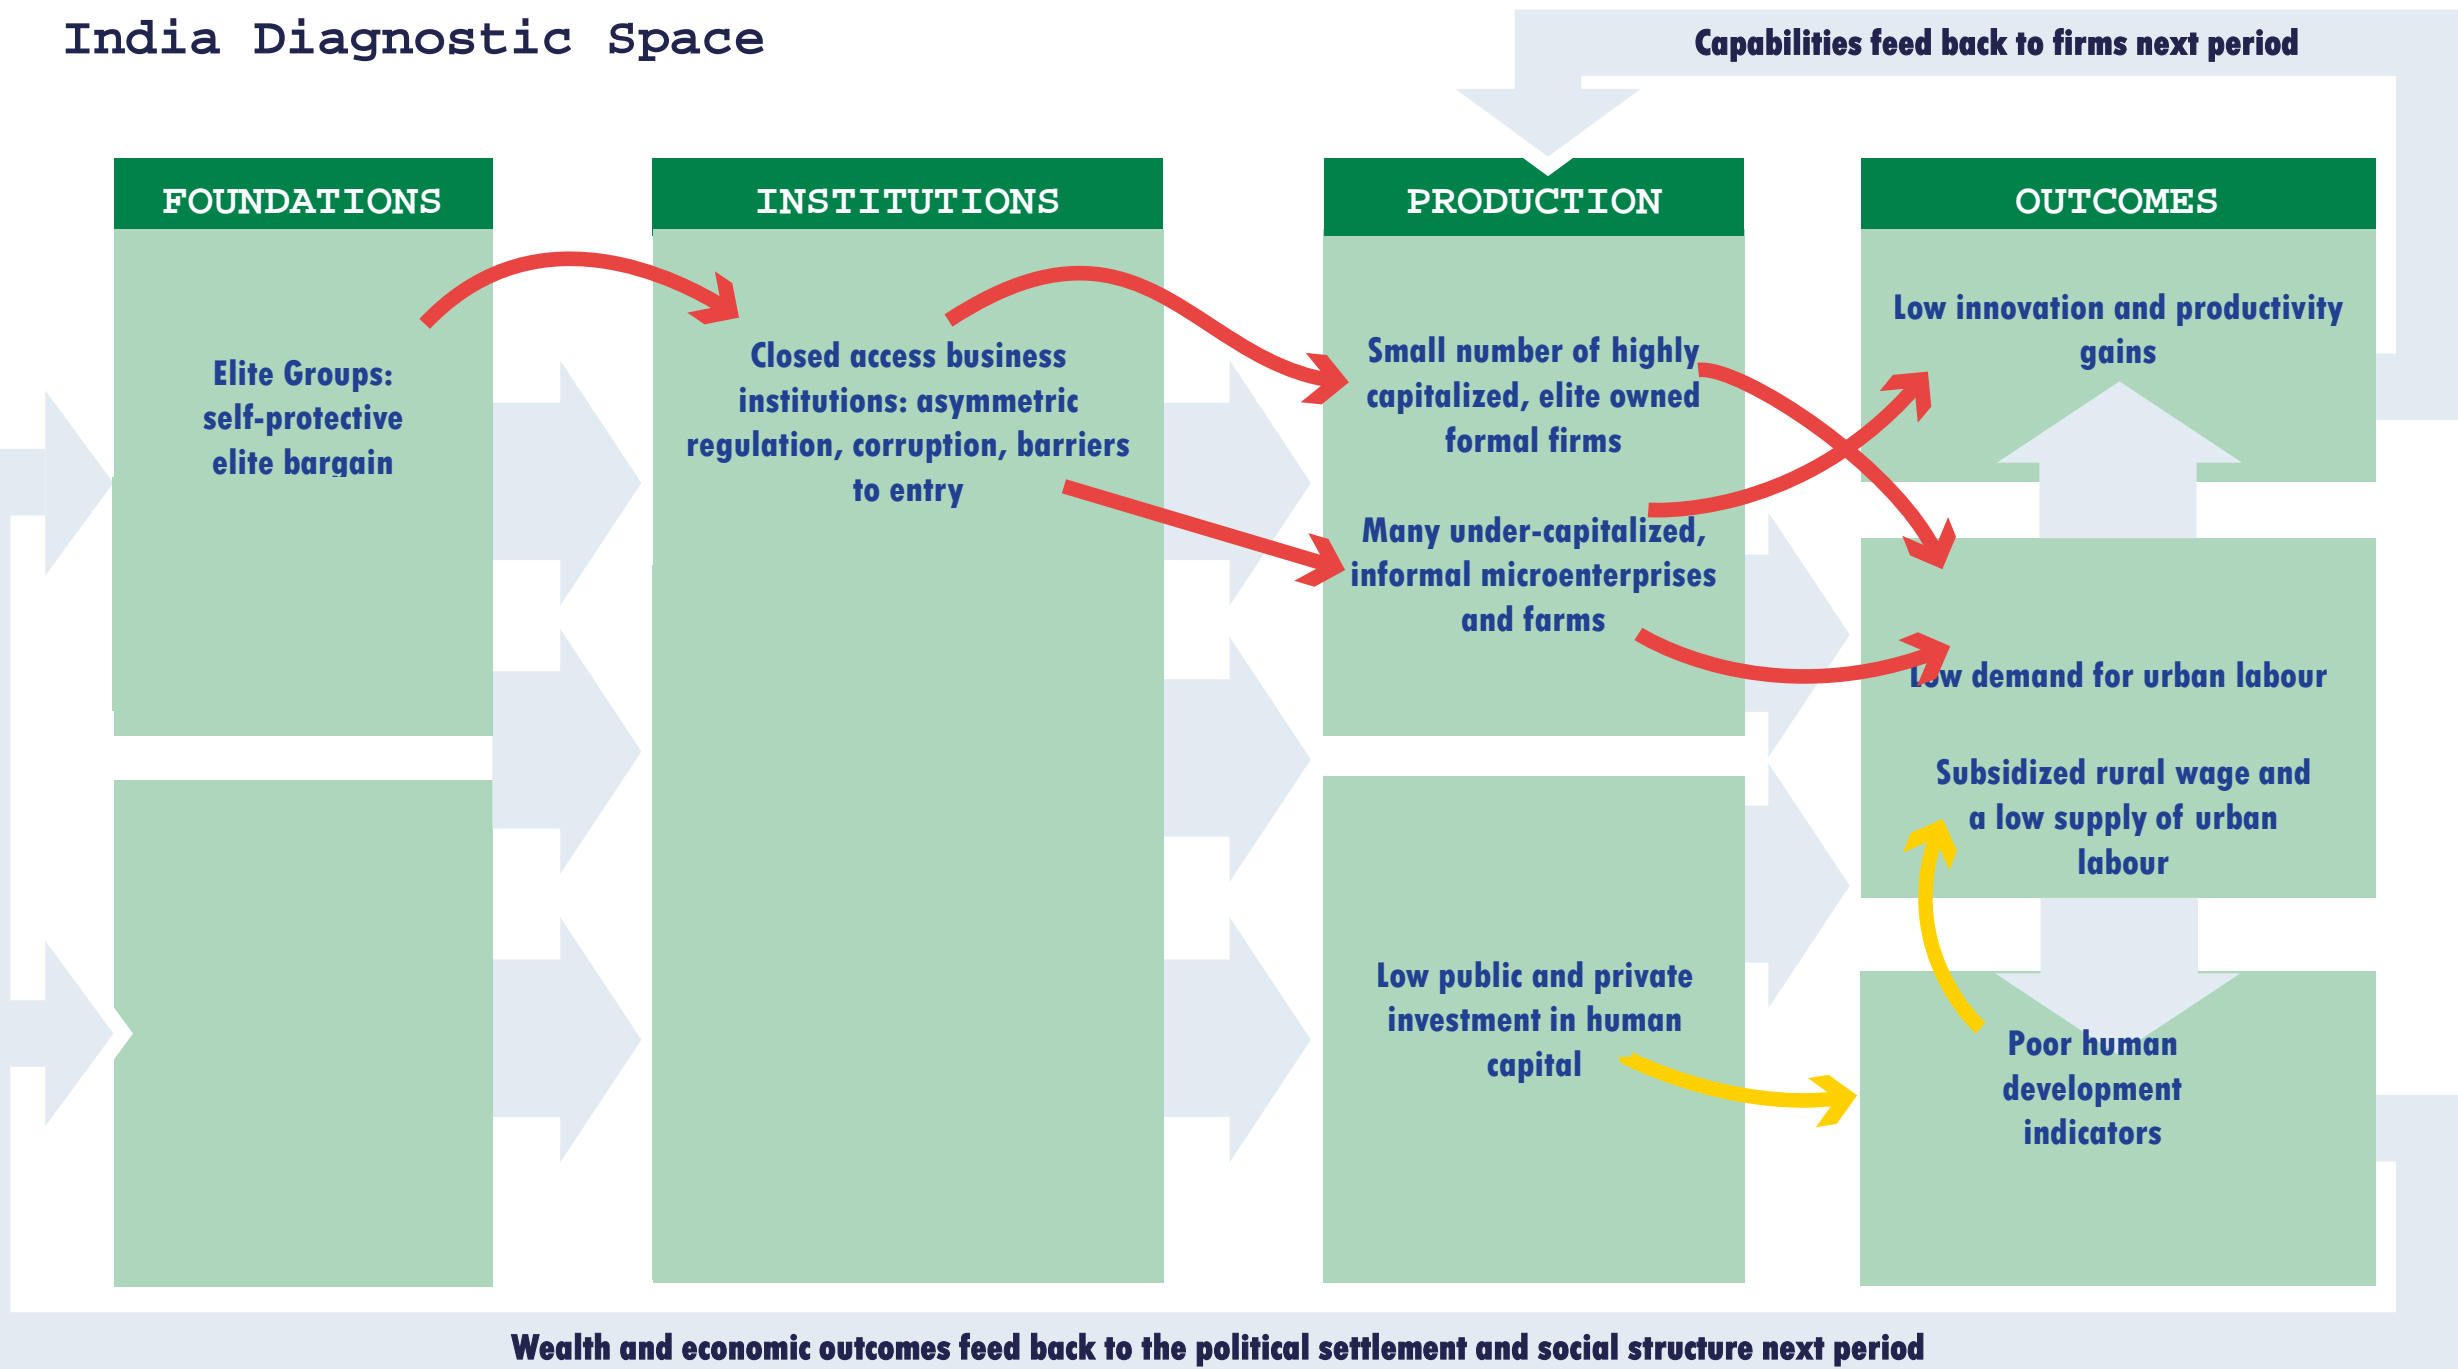 India Diagnostic Space
Capabilities feed back to firms next period
FOUNDATIONS
Elite Groups:
self-protective
elite bargain
INSTITUTIONS
Closed access business
institutions: asymmetric
regulation, corruption, barriers
to entry
PRODUCTION
Small number of highly
capitalized, elite owned
formal firms
Many under-capitalized,
informal microenterprises
and farms
Low public and private
investment in human
capital
OUTCOMES
Low innovation and productivity
gains
Low demand for urban labour
Subsidized rural wage and
a low supply of urban
labour
Poor human
development
indicators
Wealth and economic outcomes feed back to the political settlement and social structure next period